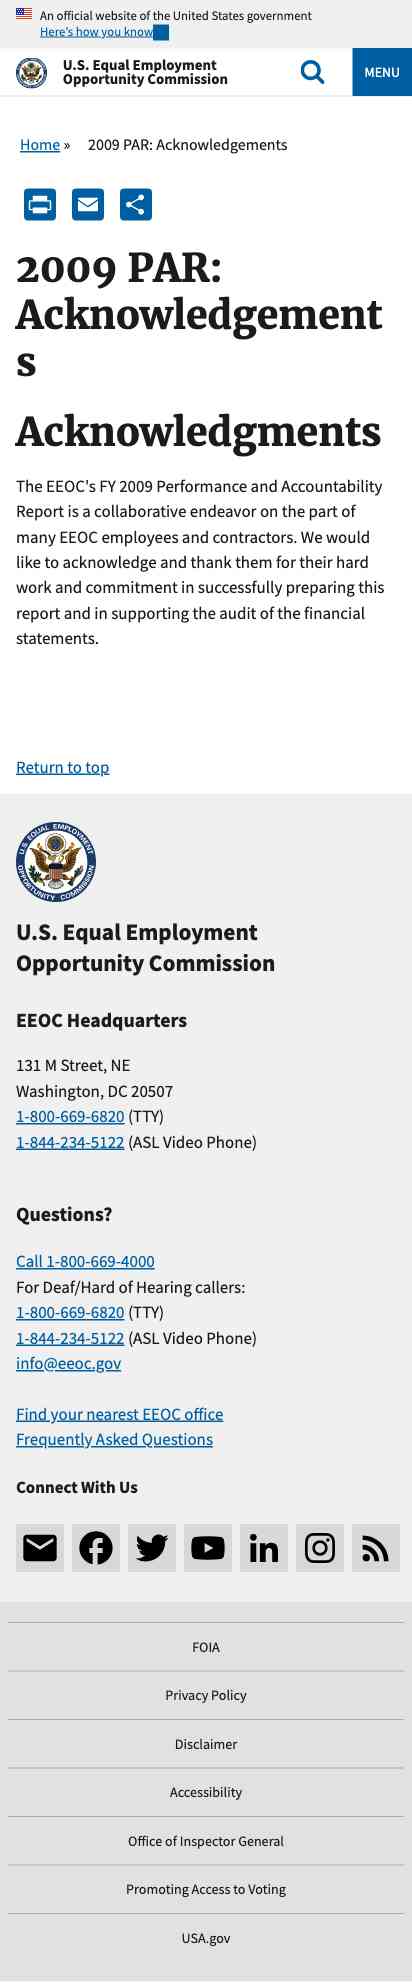 An official website of the United States government
Here's how you know
U.S. Equal Employment
Opportunity Commission
MENU
Home » 2009 PAR: Acknowledgements
2009 PAR:
Acknowledgement
s
Acknowledgments
The EEOC's FY 2009 Performance and Accountability
Report is a collaborative endeavor on the part of
many EEOC employees and contractors. We would
like to acknowledge and thank them for their hard
work and commitment in successfully preparing this
report and in supporting the audit of the financial
statements.
Return to top
U.S. EQUAL EMPLOYMENT OPPORTUNITY COMMISSION
U.S. Equal Employment
Opportunity Commission
EEOC Headquarters
131 M Street, NE
Washington, DC 20507
1-800-669-6820 (TTY)
1-844-234-5122 (ASL Video Phone)
Questions?
Call 1-800-669-4000
For Deaf/Hard of Hearing callers:
1-800-669-6820 (TTY)
1-844-234-5122 (ASL Video Phone)
info@eeoc.gov
Find your nearest EEOC office
Frequently Asked Questions
Connect With Us
FOIA
Privacy Policy
Disclaimer
Accessibility
Office of Inspector General
Promoting Access to Voting
USA.gov